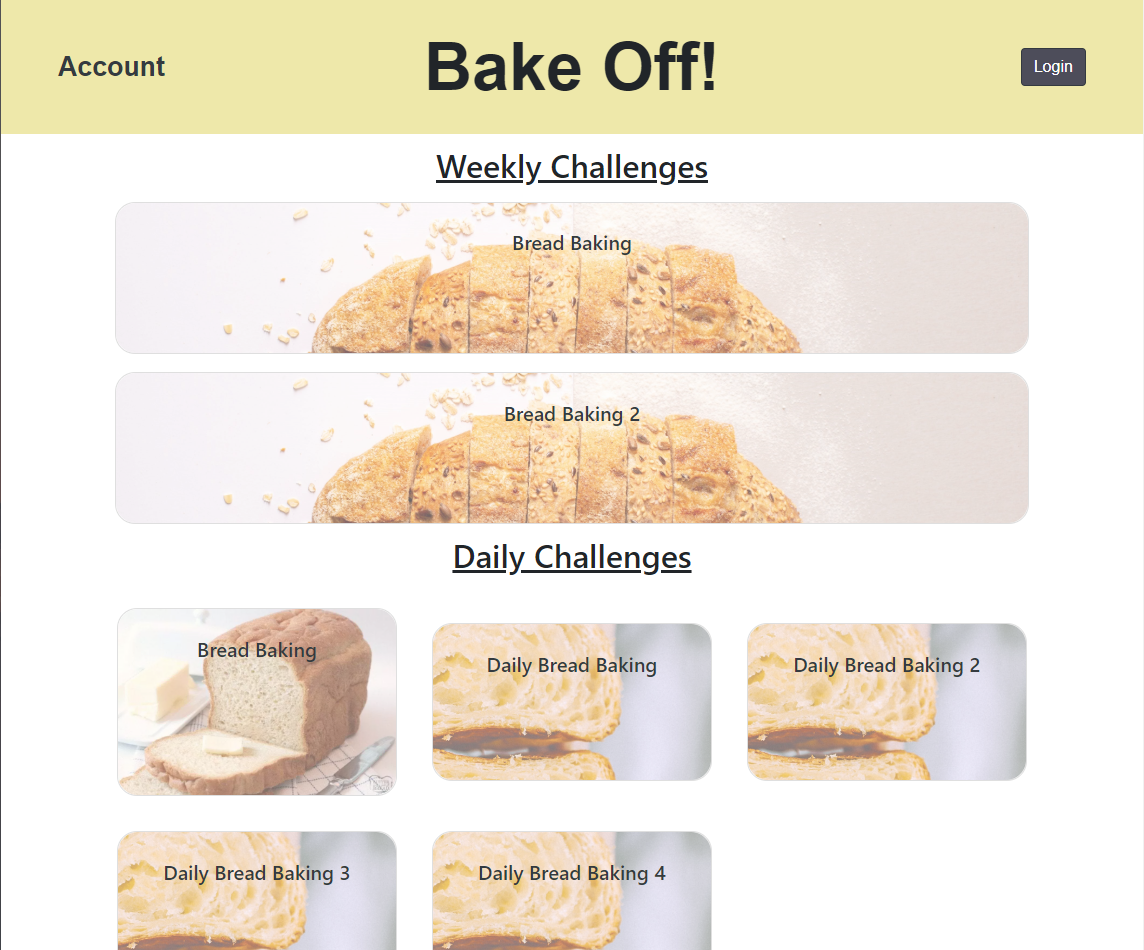 Account
Bake Off!
Login
Weekly Challenges
Bread Baking
Bread Baking 2
Daily Challenges
Bread Baking
Daily Bread Baking
Daily Bread Baking 2
Daily Bread Baking 3
Daily Bread Baking 4